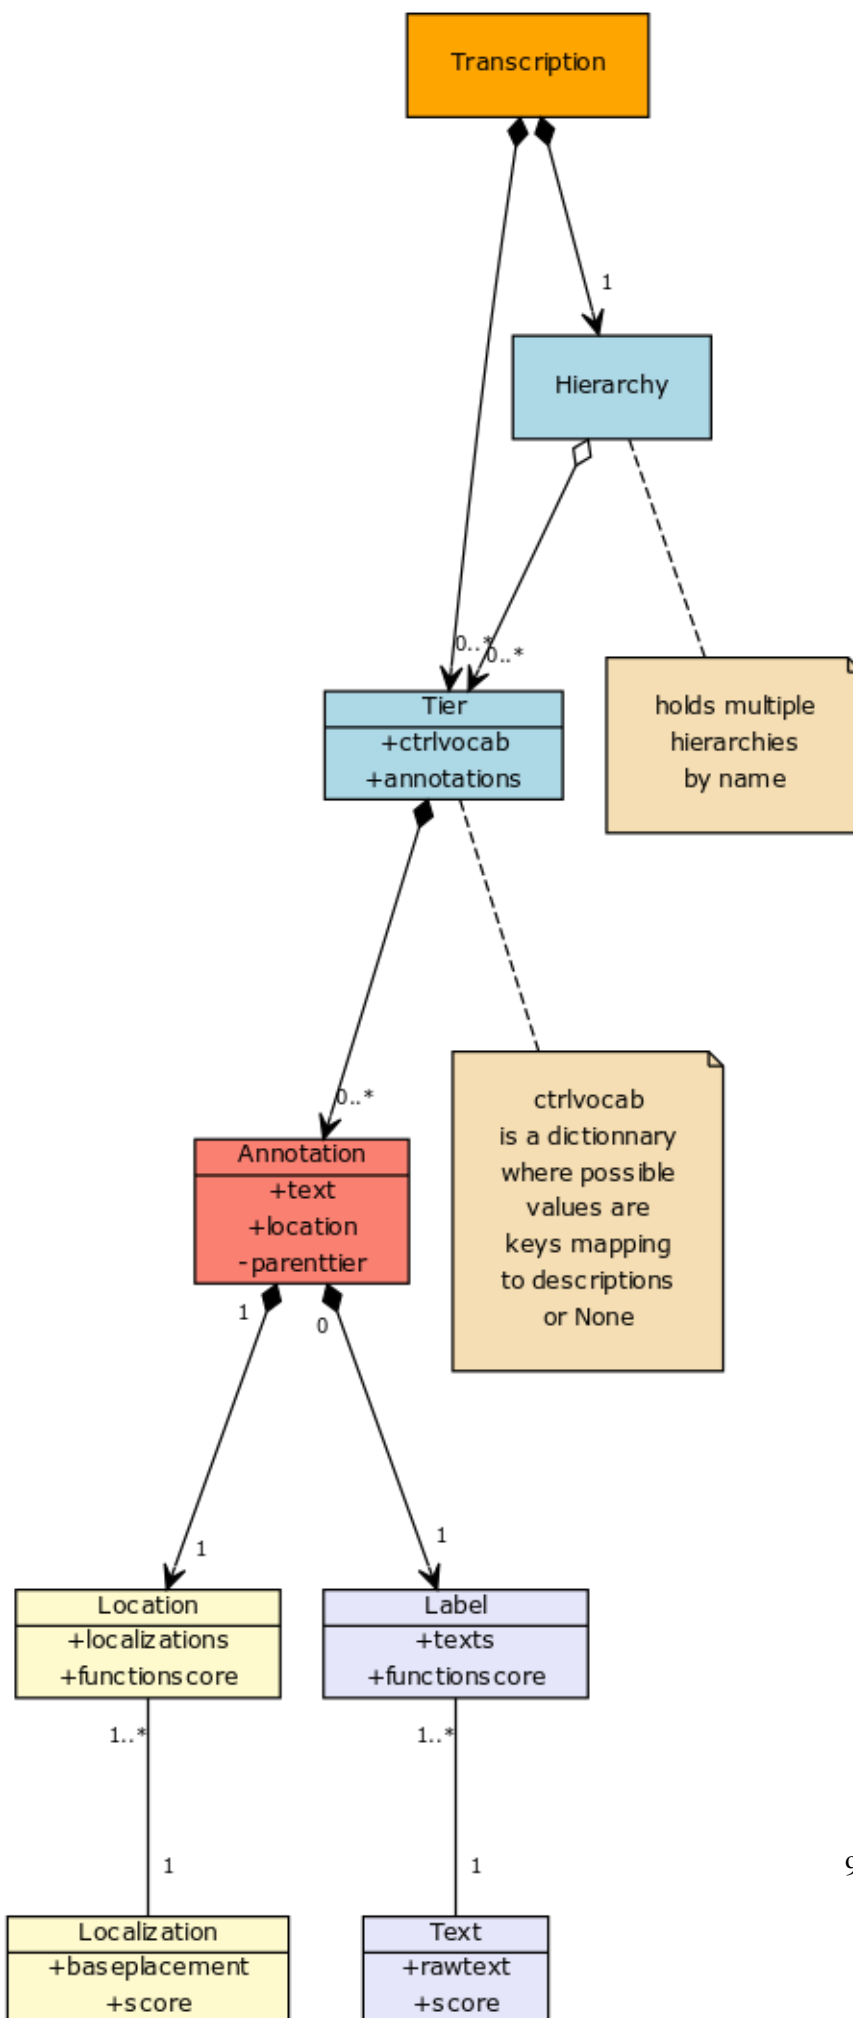 Transcription
1
Hierarchy
0..*
0..*
Tier
+ctrlvocab
+annotations
holds multiple
hierarchies
by name
0..*
Annotation
+text
+location
-parenttier
ctrlvocab
is a dictionnary
where possible
values are
keys mapping
to descriptions
or None
1
0
1
1
Location
+localizations
+functionscore
Label
+texts
+functionscore
1..*
1..*
1
1
9
Localization
+baseplacement
+score
Text
+rawtext
+score